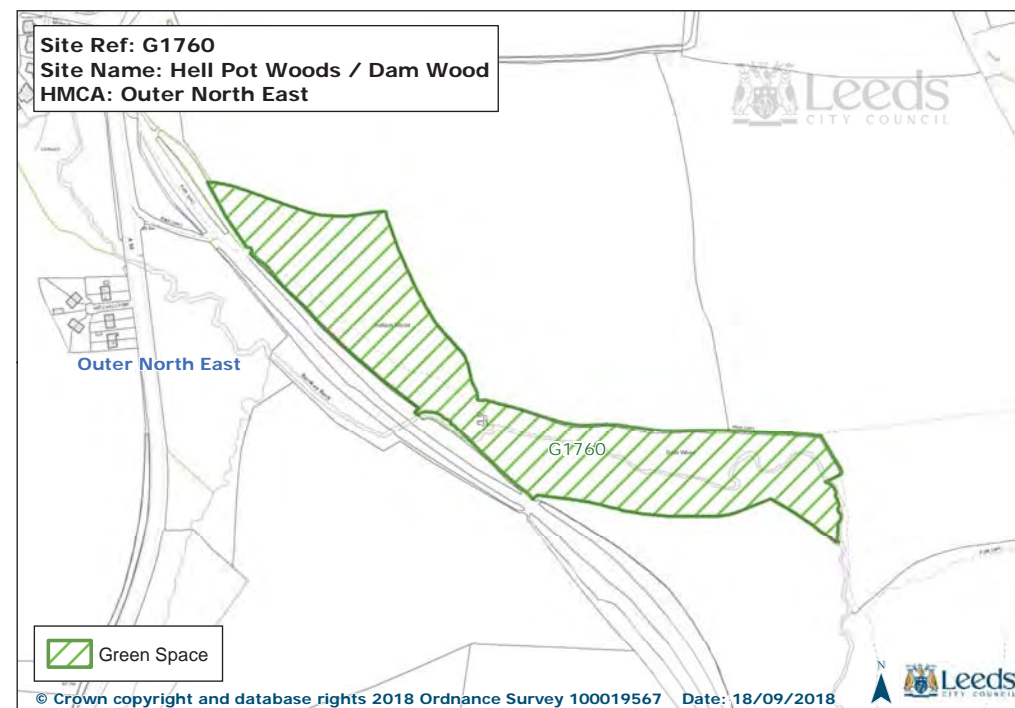 Site Ref: G1760
Site Name: Hell Pot Woods / Dam Wood
HMCA: Outer North East
Leeds
CITY COUNCIL
Outer North East
G1760
Green Space
N
Leeds
CITY COUNCIL
© Crown copyright and database rights 2018 Ordnance Survey 100019567 Date: 18/09/2018